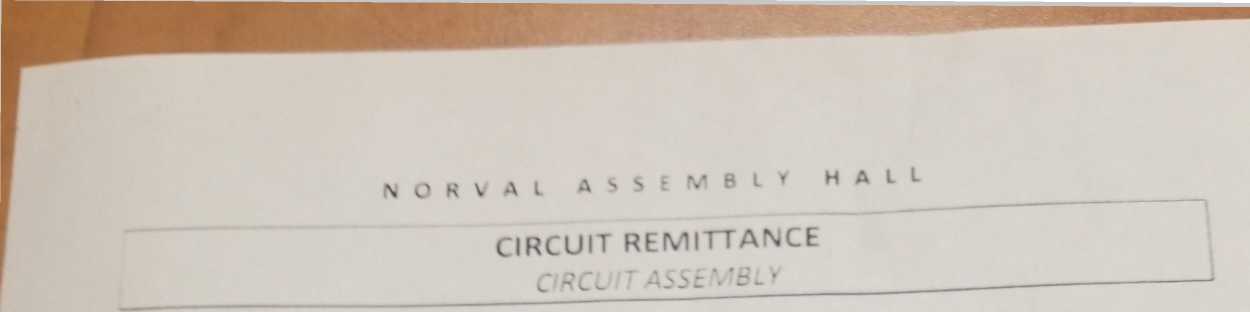 NORVAL ASSEMBLY HALL
CIRCUIT REMITTANCE
CIRCUIT ASSEMBLY